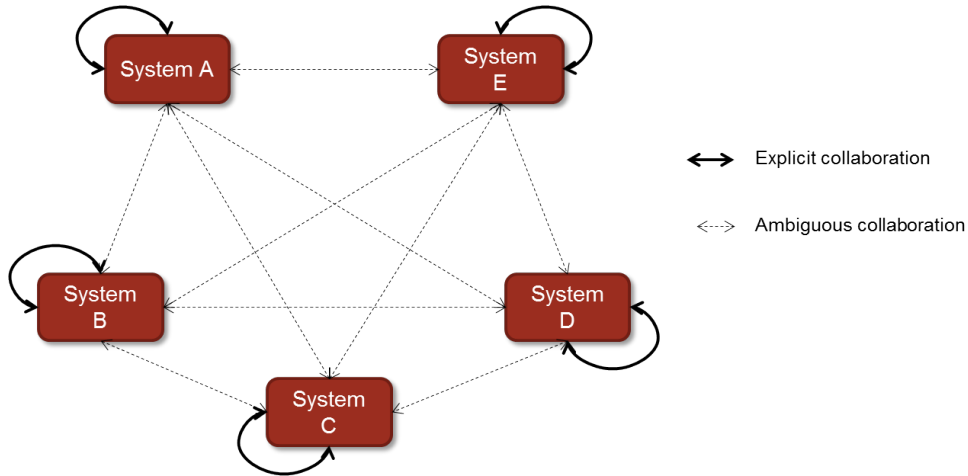 System A
System
E
Explicit collaboration
Ambiguous collaboration
System
B
System
D
System
C